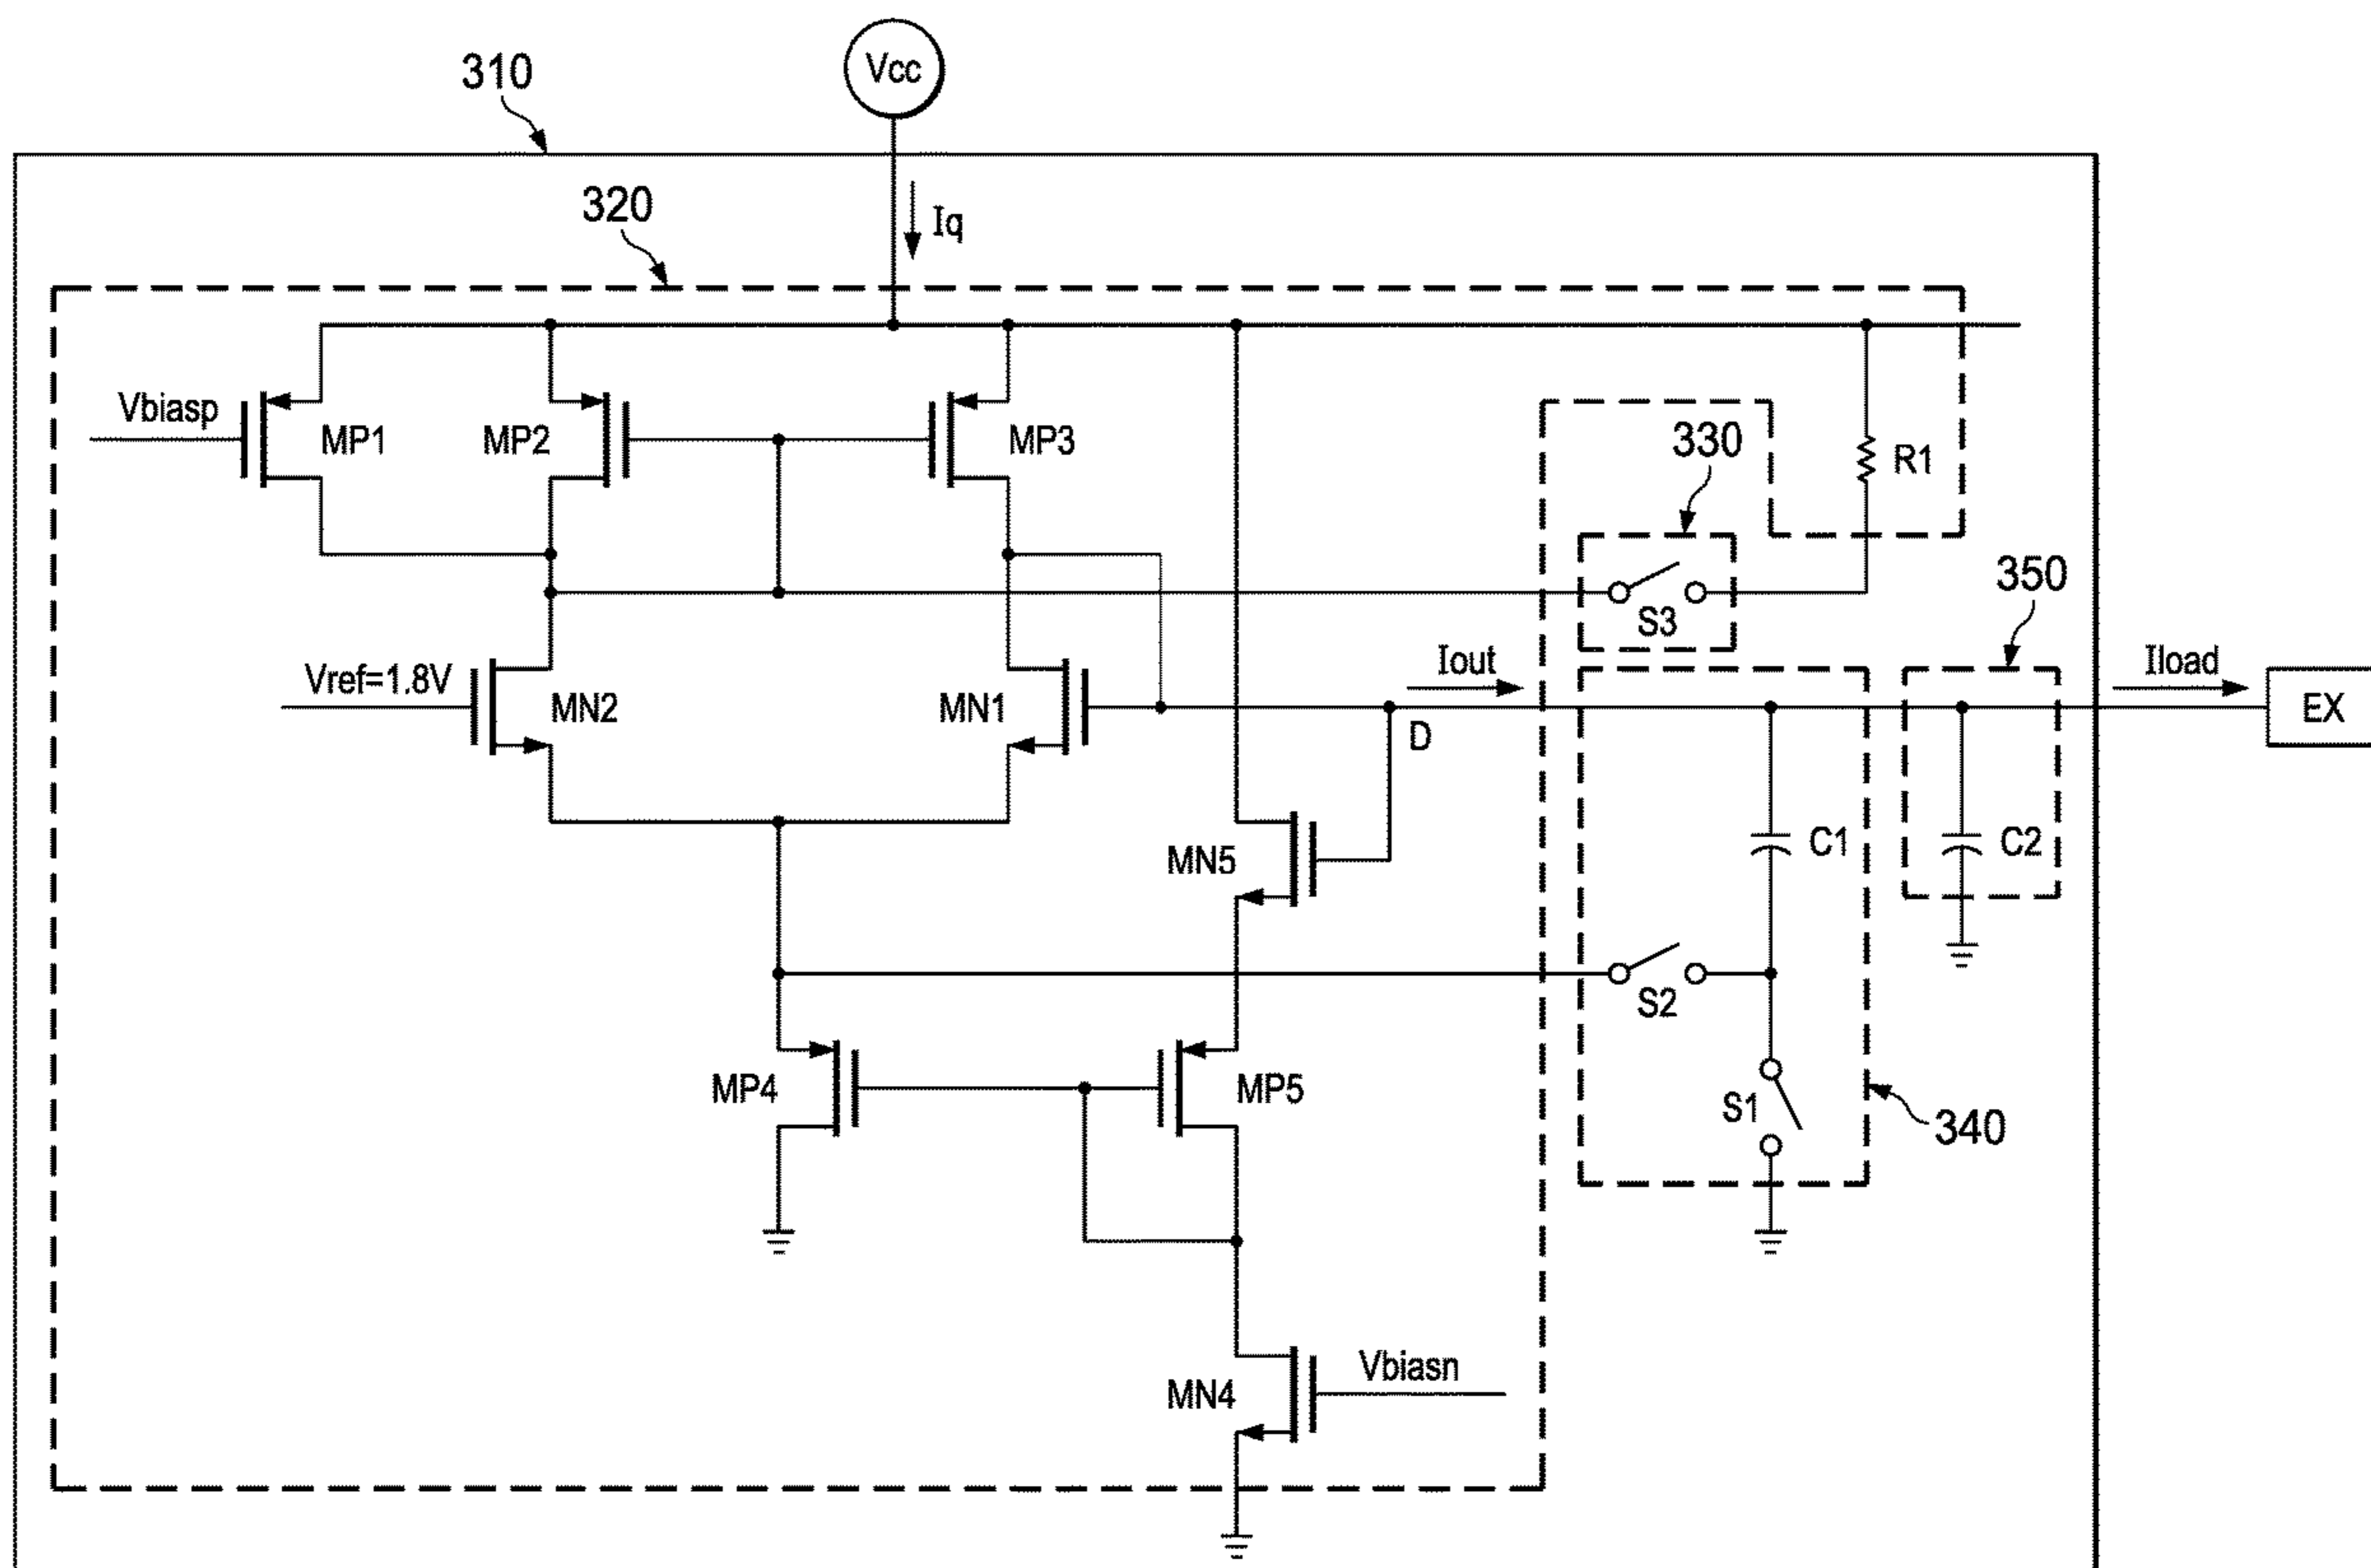 Vcc
310
320
Iq
Vbiasp
MP1
MP2
MP3
330
R1
350
S3
Vref=1.8V
MN2
MN1
Iout
Iload
D
EX
MN5
C1
C2
S2
MP4
MP5
S1
340
MN4
Vbiasn